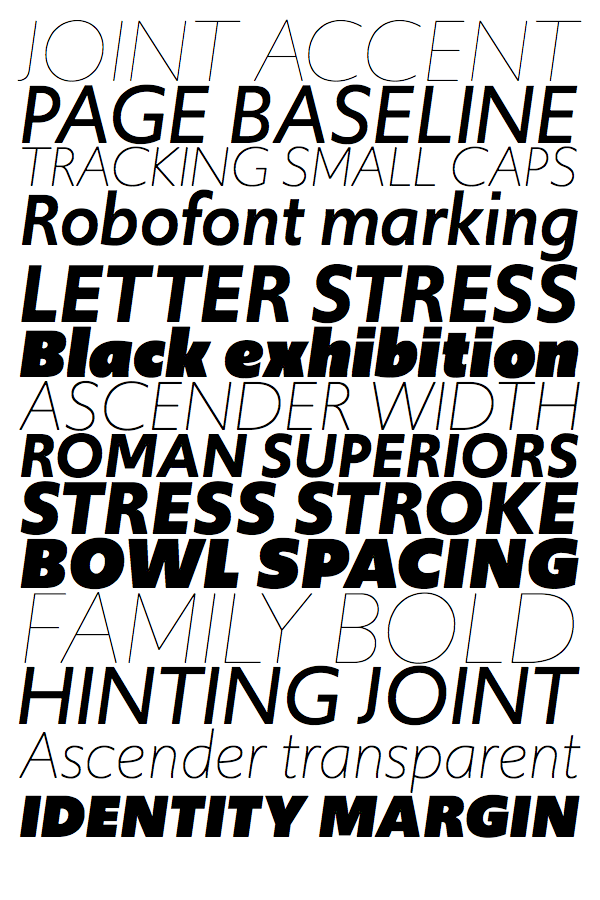 JOINT ACCENT
PAGE BASELINE
TRACKING SMALL CAPS
Robofont marking
LETTER STRESS
Black exhibition
ASCENDER WIDTH
ROMAN SUPERIORS
STRESS STROKE
BOWL SPACING
FAMILY BOLD
HINTING JOINT
Ascender transparent
IDENTITY MARGIN